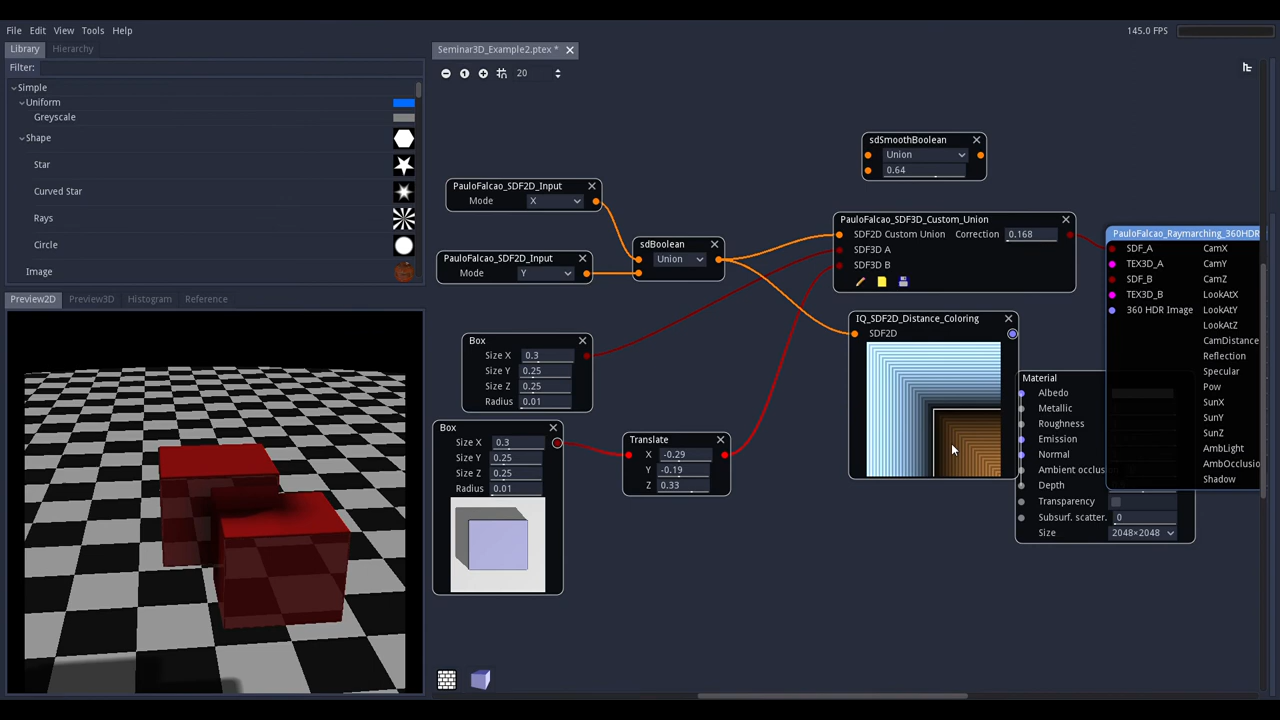 File Edit View Tools Help
145.0 FPS
Library Hierarchy
Filter:
Simple
Uniform
Greyscale
Shape
Star
Curved Star
Rays
Circle
Image
Preview2D Preview3D Histogram Reference
Seminar3D_Example2.ptex *
20
sdSmoothBoolean
Union
0.64
PauloFalcao_SDF2D_Input
Mode X
PauloFalcao_SDF2D_Input
Mode Y
sdBoolean
Union
PauloFalcao_SDF3D_Custom_Union
SDF2D Custom Union Correction 0.168
SDF3D A
SDF3D B
PauloFalcao_Raymarching_360HDR
SDF_A CamX
TEX3D_A CamY
SDF_B CamZ
TEX3D_B LookAtX
360 HDR Image LookAtY
LookAtZ
CamDistance
Reflection
Specular
Pow
SunX
SunY
SunZ
AmbLight
AmbOcclusio
Shadow
IQ_SDF2D_Distance_Coloring
SDF2D
Box
Size X 0.3
Size Y 0.25
Size Z 0.25
Radius 0.01
Box
Size X 0.3
Size Y 0.25
Size Z 0.25
Radius 0.01
Translate
X -0.29
Y -0.19
Z 0.33
Material
Albedo
Metallic
Roughness
Emission
Normal
Ambient occlus
Depth
Transparency
Subsurf. scatter. 0
Size 2048×2048